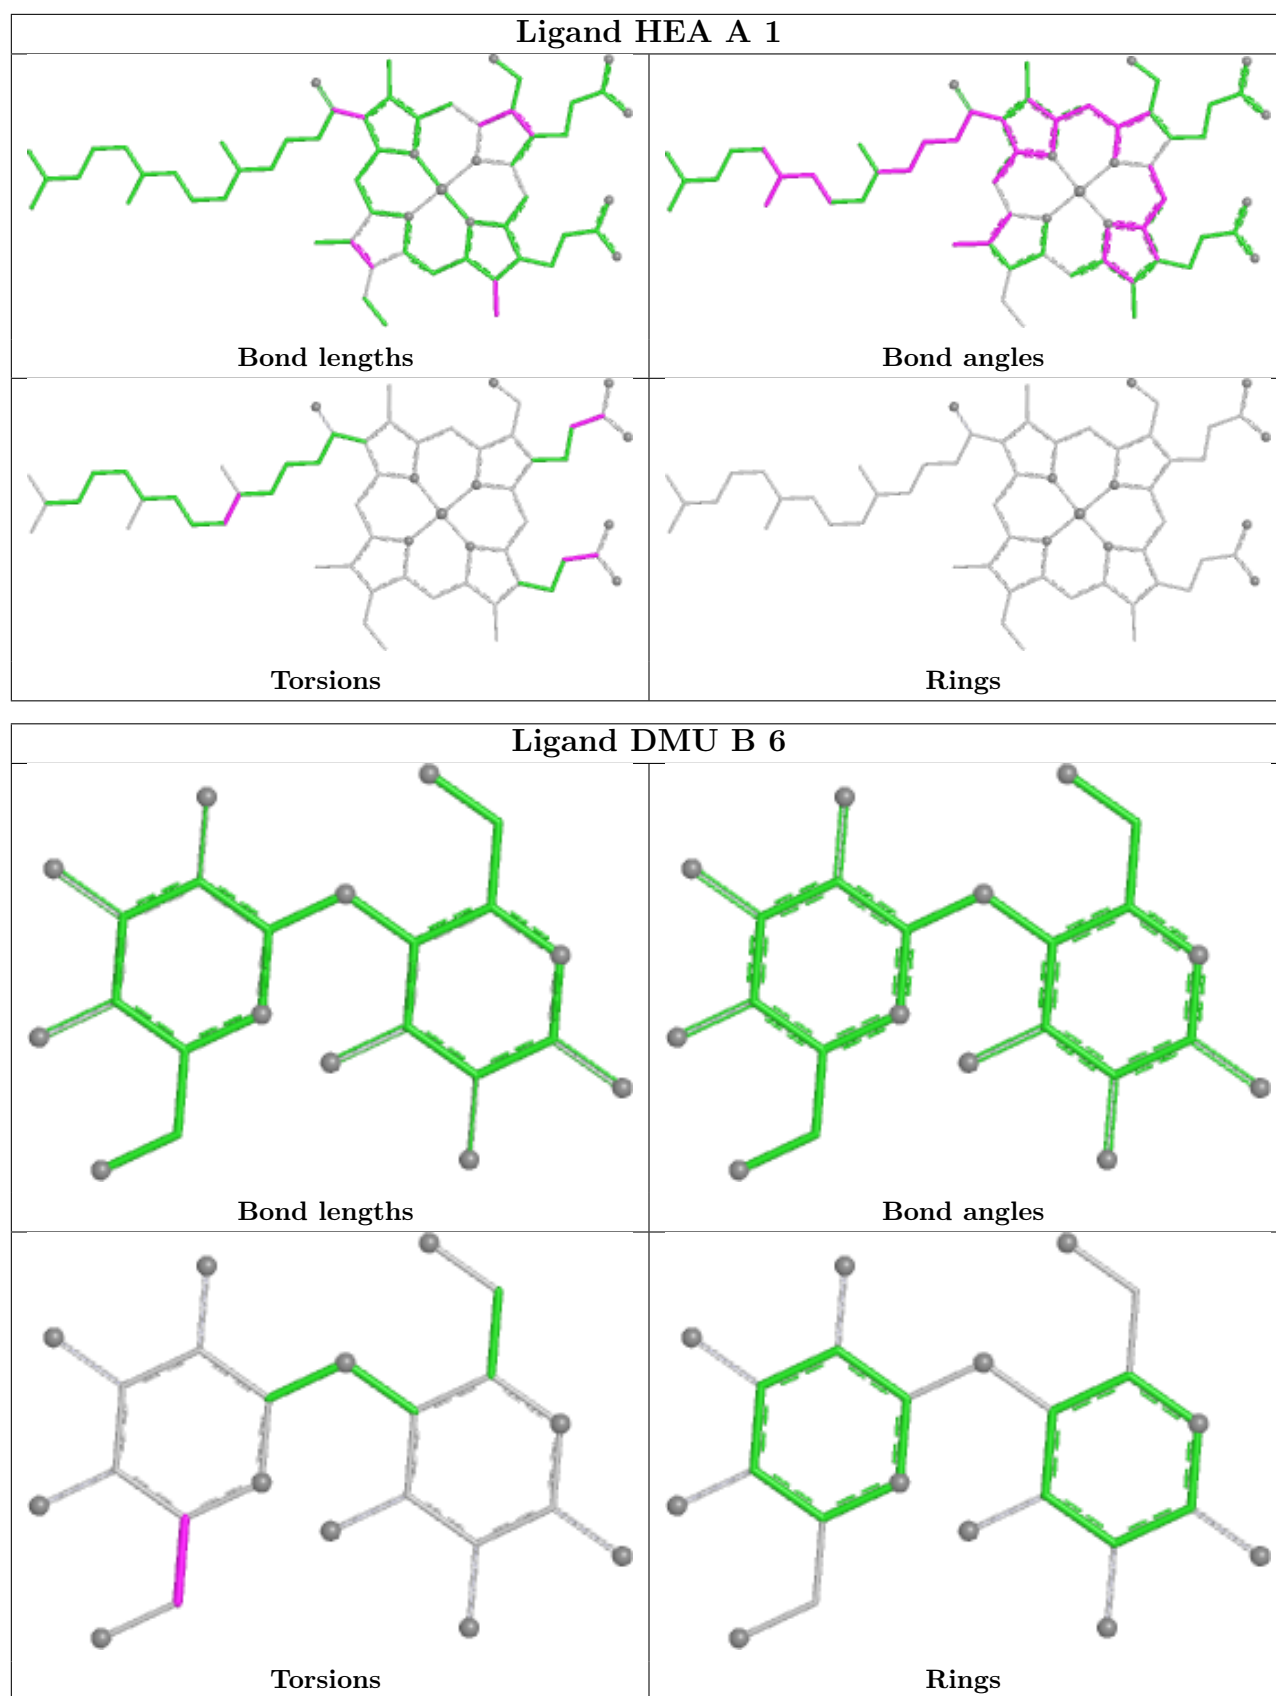 Ligand HEA A 1
Bond lengths
Bond angles
Torsions
Rings
Ligand DMU B 6
Bond lengths
Bond angles
Torsions
Rings